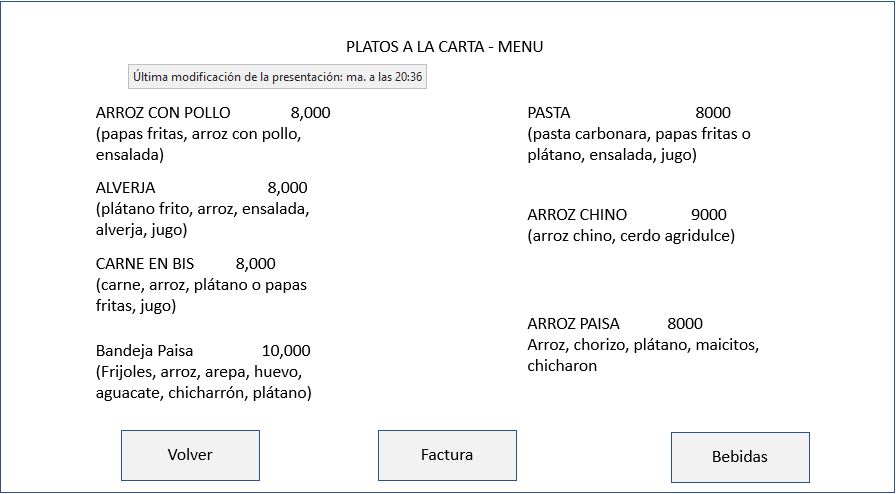 PLATOS A LA CARTA - MENU
Última modificación de la presentación: ma. a las 20:36
ARROZ CON POLLO 8,000
(papas fritas, arroz con pollo,
ensalada)
ALVERJA 8,000
(plátano frito, arroz, ensalada,
alverja, jugo)
CARNE EN BIS 8,000
(carne, arroz, plátano o papas
fritas, jugo)
Bandeja Paisa 10,000
(Frijoles, arroz, arepa, huevo,
aguacate, chicharrón, plátano)
PASTA 8000
(pasta carbonara, papas fritas o
plátano, ensalada, jugo)
ARROZ CHINO 9000
(arroz chino, cerdo agridulce)
ARROZ PAISA 8000
Arroz, chorizo, plátano, maicitos,
chicharon
Volver
Factura
Bebidas